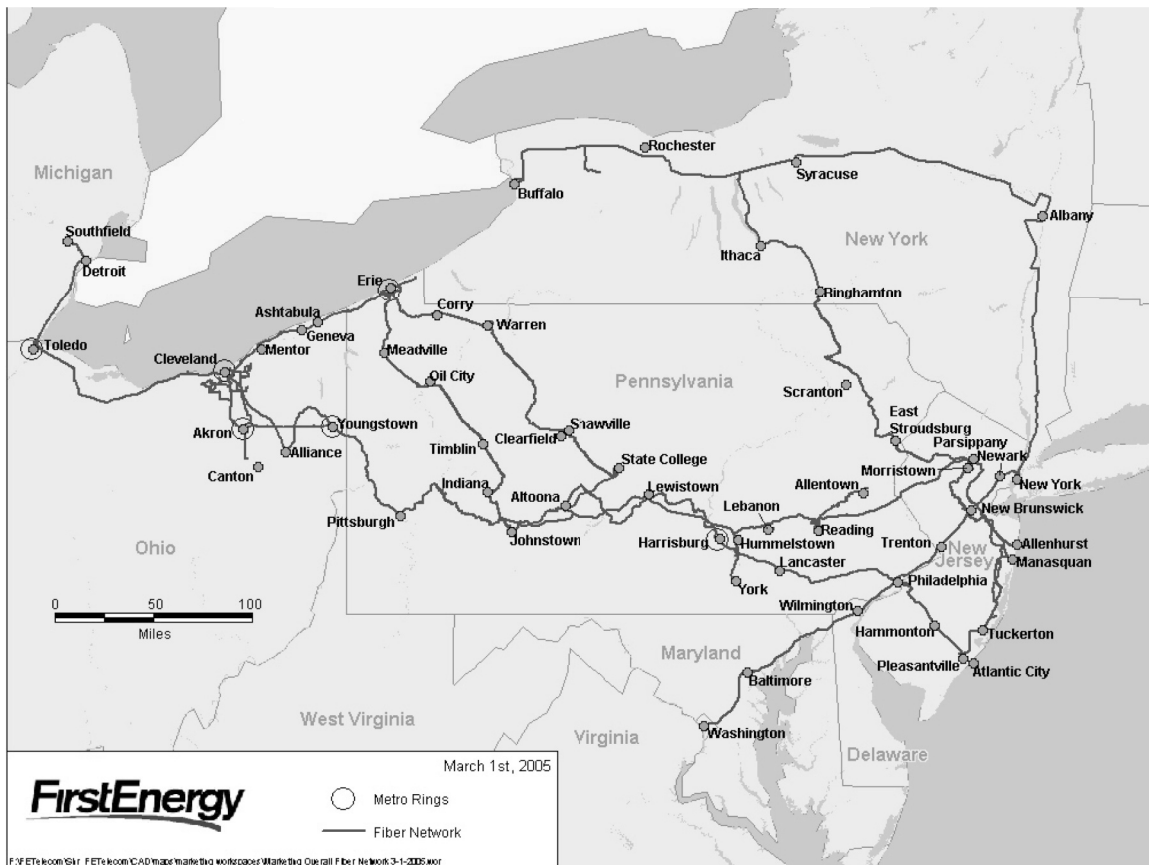 Rochester
Michigan
Syracuse
Buffalo
Albany
Southfield
New York
Detroit
Ithaca
Erie
Ringhamton
Corry
Ashtabula
Warren
Geneva
Toledo
Mentor
Meadville
Cleveland
Oil City
Pennsylvania
Scranton
East
Stroudsburg
Youngstown
Shawville
Parsippany
Akron
Clearfield
Timblin
Newark
Alliance
State College
Morristown
Canton
Indiana
Lewistown
Allentown
New York
Altoona
Lebanon
New Brunswick
Pittsburgh
Reading
Johnstown
Harrisburg
Hummelstown
Trenton
Allenhurst
Ohio
New
Jersey
Manasquan
Lancaster
York
Philadelphia
0 50 100
Miles
Wilmington
Hammonton
Tuckerton
Maryland
Pleasantville
Atlantic City
Baltimore
West Virginia
Virginia
Washington
Delaware
March 1st, 2005
FirstEnergy
Metro Rings
Fiber Network